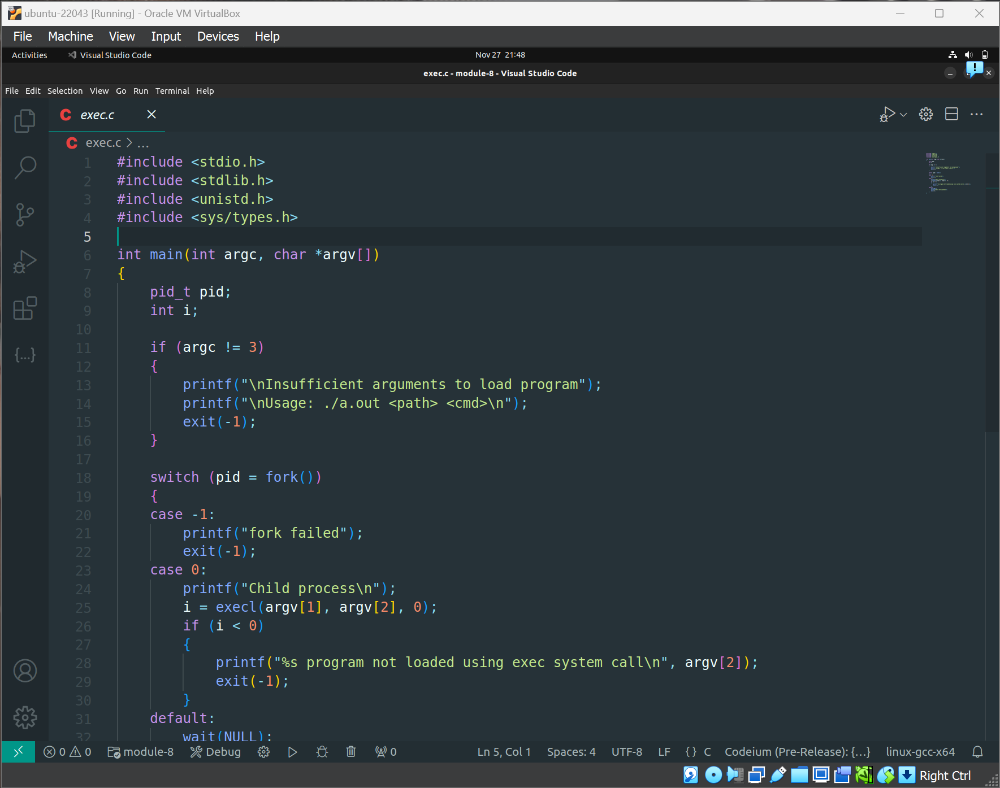 ubuntu-22043 [Running] - Oracle VM VirtualBox
File Machine View Input Devices Help
Activities Visual Studio Code Nov 27 21:48
exec.c - module-8 - Visual Studio Code
File Edit Selection View Go Run Terminal Help
exec.c
exec.c > ...
1 #include <stdio.h>
2 #include <stdlib.h>
3 #include <unistd.h>
4 #include <sys/types.h>
5
6 int main(int argc, char *argv[])
7 {
8 pid_t pid;
9 int i;
10
11 if (argc != 3)
12 {
13 printf("\nInsufficient arguments to load program");
14 printf("\nUsage: ./a.out <path> <cmd>\n");
15 exit(-1);
16 }
17
18 switch (pid = fork())
19 {
20 case -1:
21 printf("fork failed");
22 exit(-1);
23 case 0:
24 printf("Child process\n");
25 i = execl(argv[1], argv[2], 0);
26 if (i < 0)
27 {
28 printf("%s program not loaded using exec system call\n", argv[2]);
29 exit(-1);
30 }
31 default:
32 wait(NULL);
0 0 module-8 Debug 0 Ln 5, Col 1 Spaces: 4 UTF-8 LF {} C Codeium (Pre-Release): {...} linux-gcc-x64
Right Ctrl